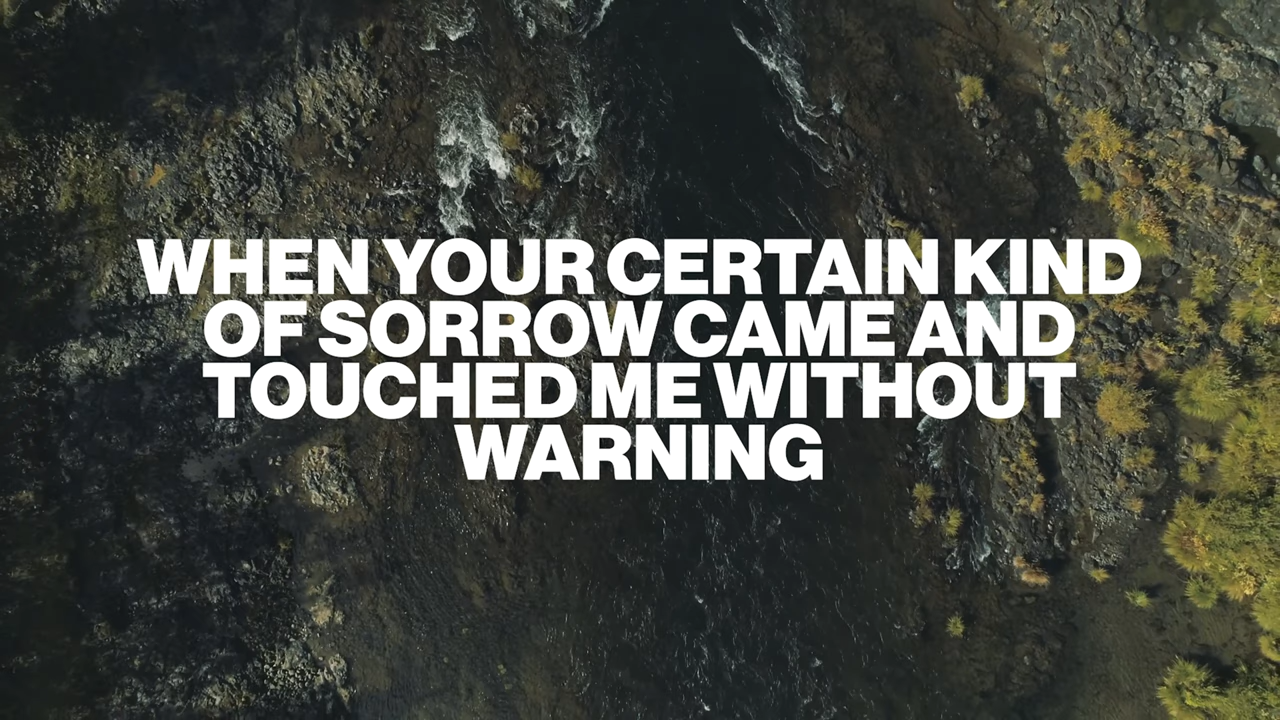 WHEN YOUR CERTAIN KIND
OF SORROW CAME AND
TOUCHED ME WITHOUT
WARNING